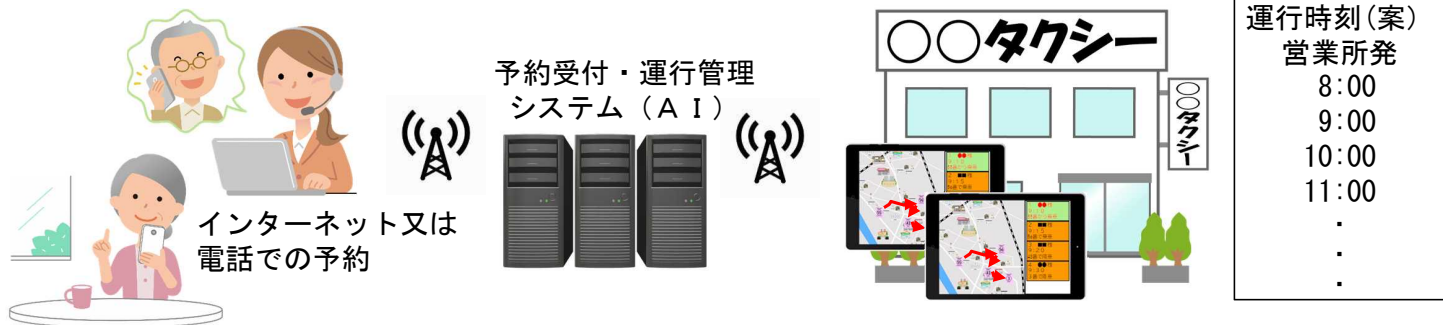 インターネット又は
電話での予約
予約受付・運行管理
システム（ＡＩ）
○○タクシー
○○タクシー
運行時刻(案)
営業所発
8:00
9:00
10:00
11:00
・
・
・